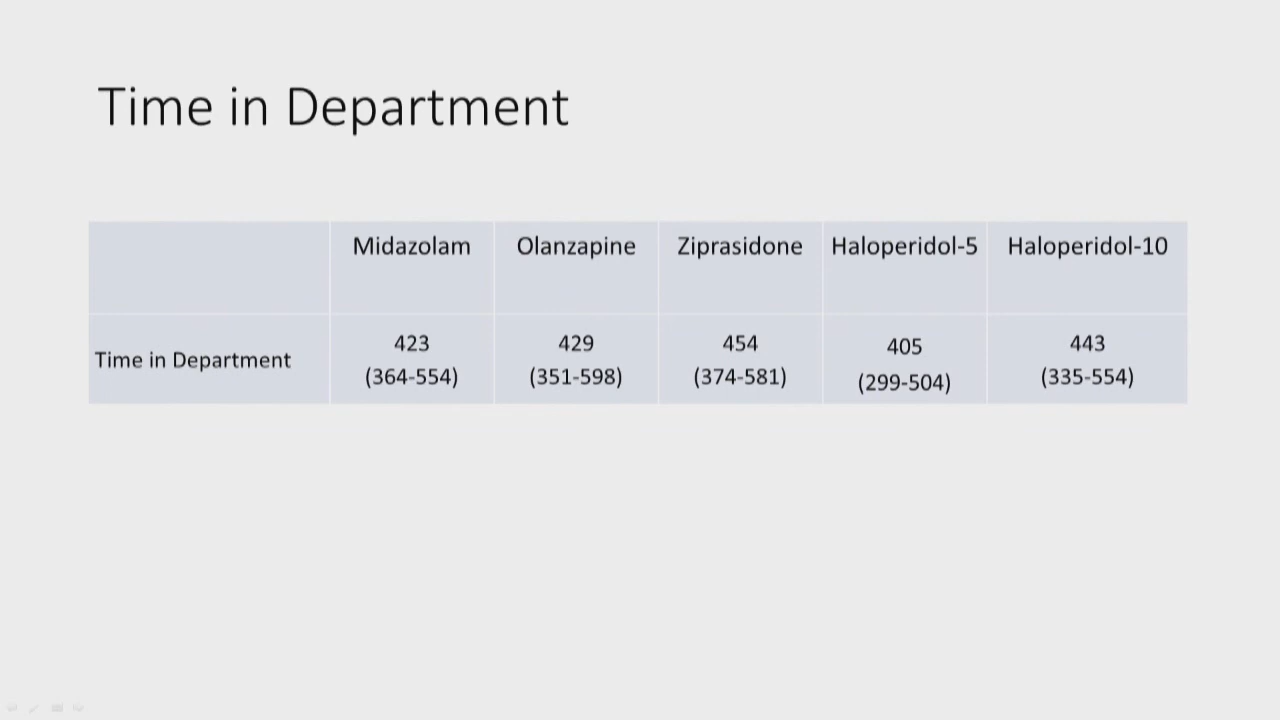 Time in Department
Midazolam Olanzapine Ziprasidone Haloperidol-5 Haloperidol-10
Time in Department
423 429 454 405 443
(364-554) (351-598) (374-581) (299-504) (335-554)